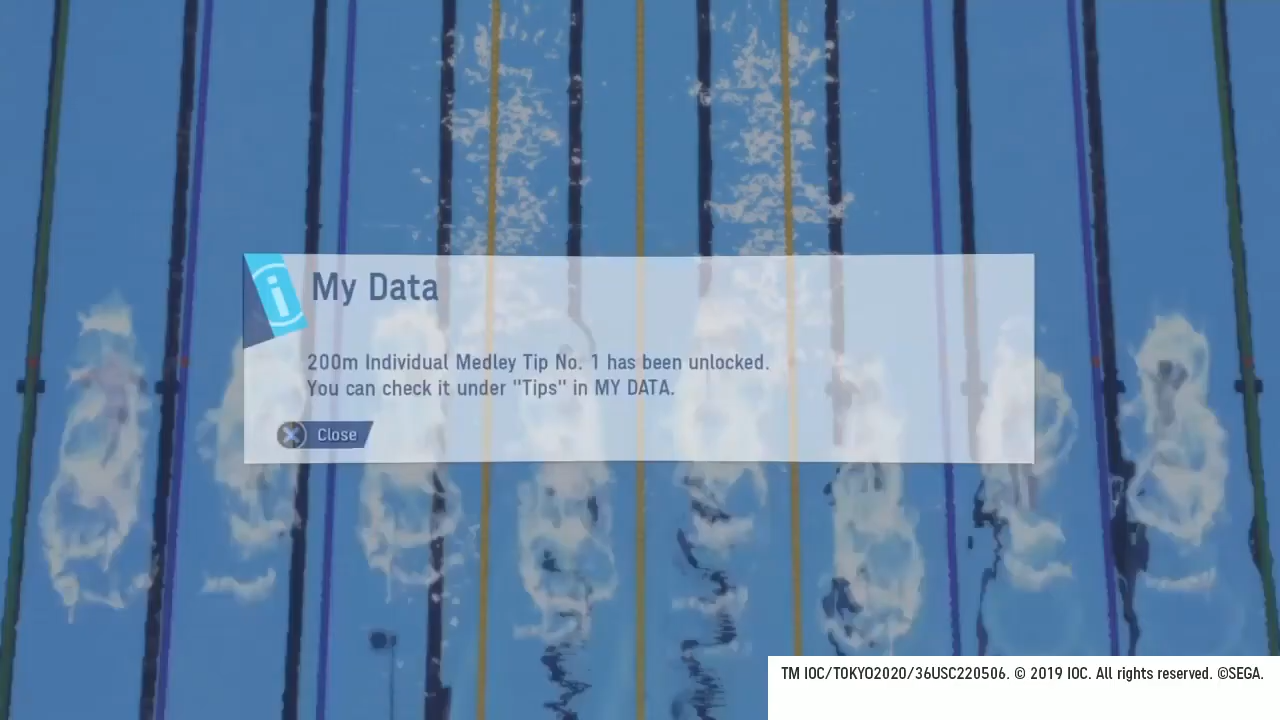 My Data
200m Individual Medley Tip No. 1 has been unlocked.
You can check it under "Tips" in MY DATA.
Close
TM IOC/TOKYO2020/36USC220506. © 2019 IOC. All rights reserved. ©SEGA.